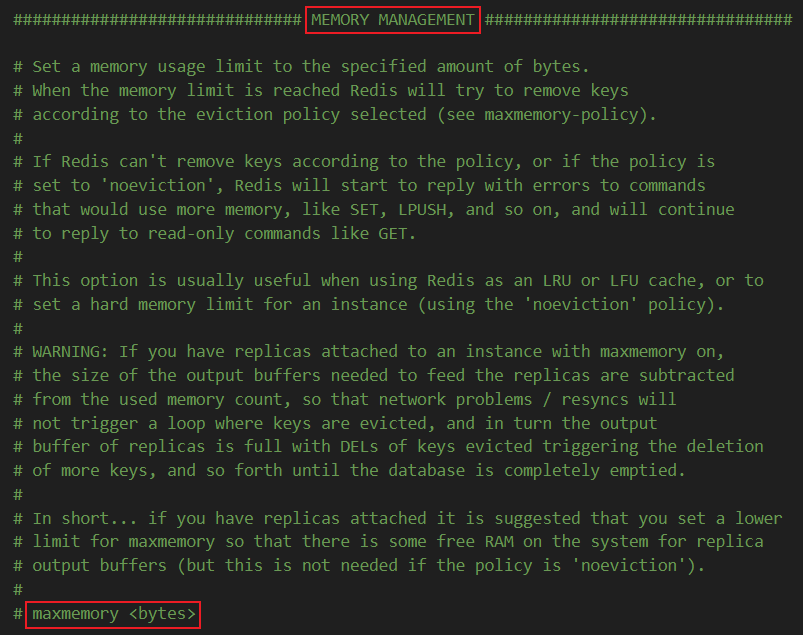 ############################## MEMORY MANAGEMENT ################################
# Set a memory usage limit to the specified amount of bytes.
# When the memory limit is reached Redis will try to remove keys
# according to the eviction policy selected (see maxmemory-policy).
#
# If Redis can't remove keys according to the policy, or if the policy is
# set to 'noeviction', Redis will start to reply with errors to commands
# that would use more memory, like SET, LPUSH, and so on, and will continue
# to reply to read-only commands like GET.
#
# This option is usually useful when using Redis as an LRU or LFU cache, or to
# set a hard memory limit for an instance (using the 'noeviction' policy).
#
# WARNING: If you have replicas attached to an instance with maxmemory on,
# the size of the output buffers needed to feed the replicas are subtracted
# from the used memory count, so that network problems / resyncs will
# not trigger a loop where keys are evicted, and in turn the output
# buffer of replicas is full with DELs of keys evicted triggering the deletion
# of more keys, and so forth until the database is completely emptied.
#
# In short... if you have replicas attached it is suggested that you set a lower
# limit for maxmemory so that there is some free RAM on the system for replica
# output buffers (but this is not needed if the policy is 'noeviction').
#
# maxmemory <bytes>